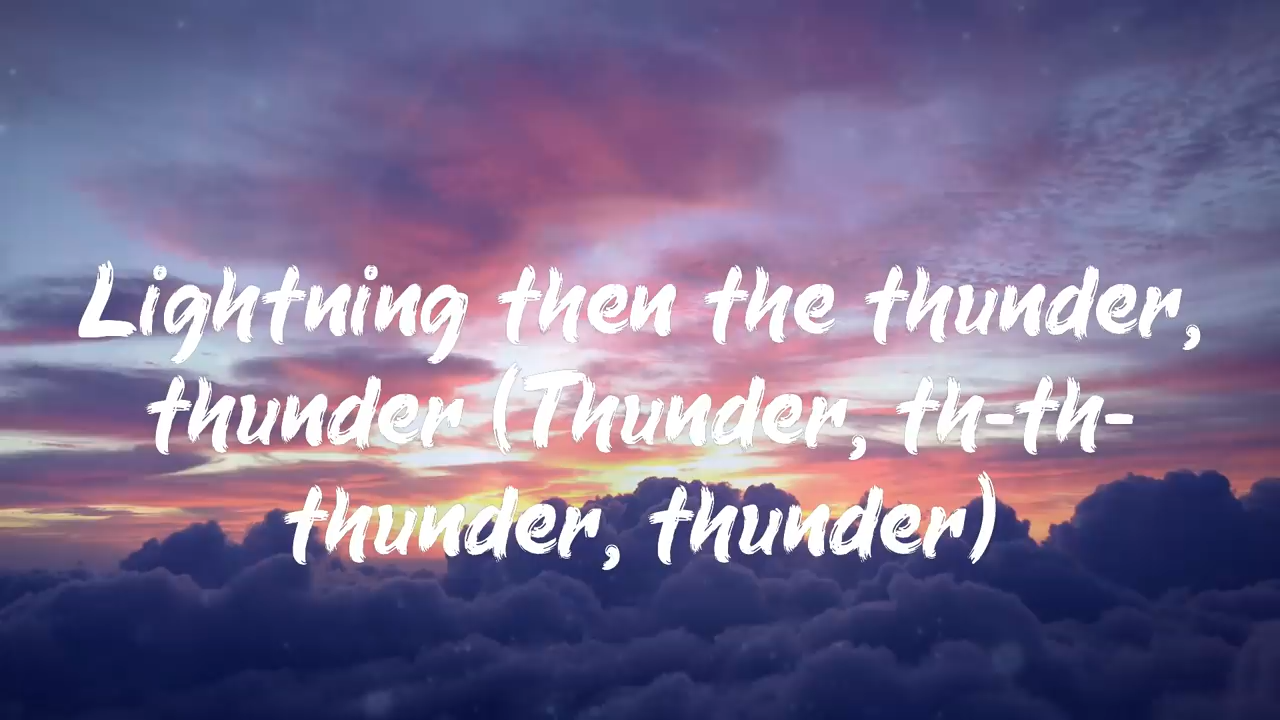 Lightning then the thunder,
thunder (Thunder, th-th-
thunder, thunder)